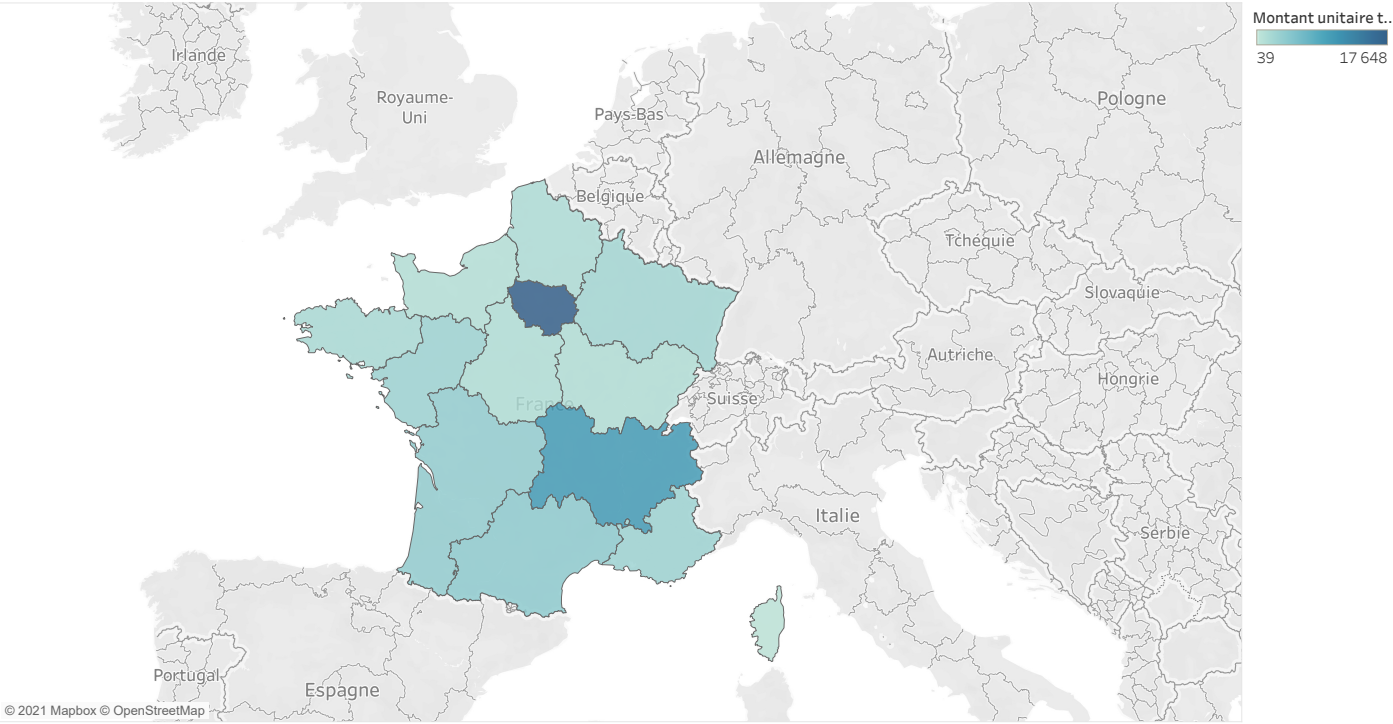 Montant unitaire t..
39 17 648
Irlande
Royaume-
Uni
Pays-Bas
Pologne
Allemagne
Belgique
Tchéquie
Slovaquie
Autriche
Hongrie
Suisse
France
Italie
Serbie
Portugal
Espagne
© 2021 Mapbox © OpenStreetMap